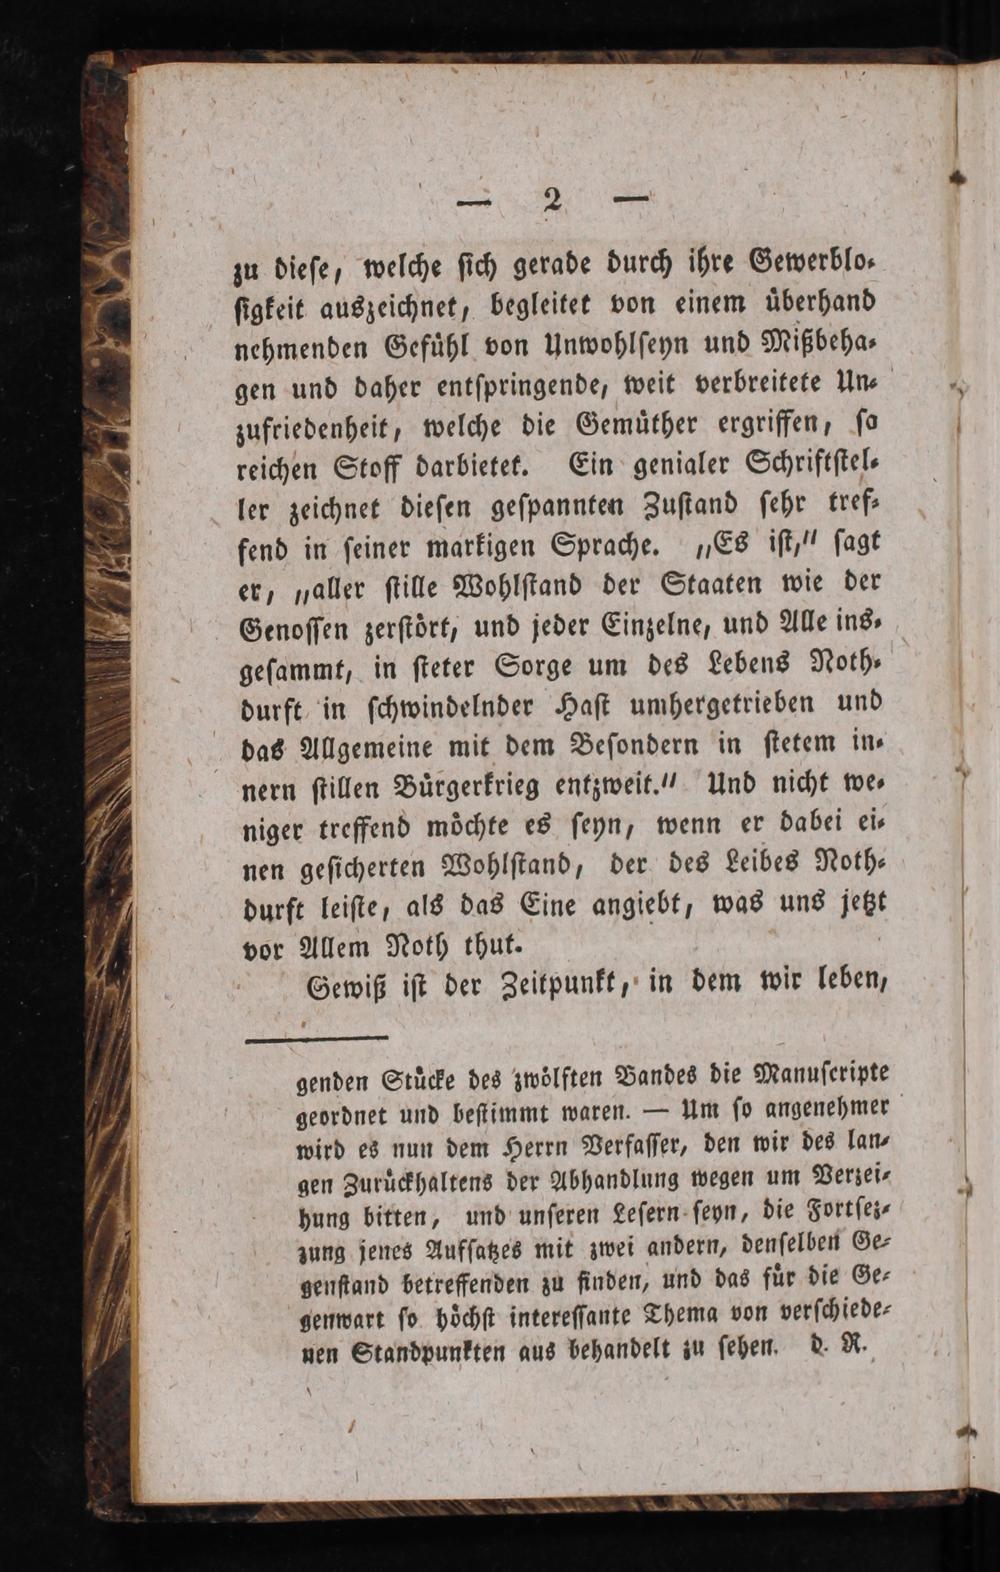 — 2 —
zu dieſe, welche ſich gerade durch ihre Gewerblo-
ſigkeit auszeichnet, begleitet von einem überhand
nehmenden Gefühl von Unwohlſeyn und Mißbeha-
gen und daher entſpringende, weit verbreitete Un-
zufriedenheit, welche die Gemüther ergriffen, ſo
reichen Stoff darbietet. Ein genialer Schriftſtel-
ler zeichnet dieſen geſpannten Zuſtand ſehr tref-
fend in ſeiner markigen Sprache. „Es iſt,“ ſagt
er, „aller ſtille Wohlſtand der Staaten wie der
Genoſſen zerſtört, und jeder Einzelne, und Alle ins-
geſammt, in ſteter Sorge um des Lebens Noth-
durft in ſchwindelnder Haſt umhergetrieben und
das Allgemeine mit dem Beſondern in ſtetem in-
nern ſtillen Bürgerkrieg entzweit.“ Und nicht we-
niger treffend möchte es ſeyn, wenn er dabei ei-
nen geſicherten Wohlſtand, der des Leibes Noth-
durft leiſte, als das Eine angiebt, was uns jetzt
vor Allem Noth thut.
Gewiß iſt der Zeitpunkt, in dem wir leben,
genden Stücke des zwölften Bandes die Manuſcripte
geordnet und beſtimmt waren. — Um ſo angenehmer
wird es nun dem Herrn Verfaſſer, den wir des lan-
gen Zurückhaltens der Abhandlung wegen um Verzei-
hung bitten, und unſeren Leſern ſeyn, die Fortſez-
zung jenes Aufſatzes mit zwei andern, denſelben Ge-
genſtand betreffenden zu finden, und das für die Ge-
genwart ſo höchſt intereſſante Thema von verſchiede-
nen Standpunkten aus behandelt zu ſehen. d. R.